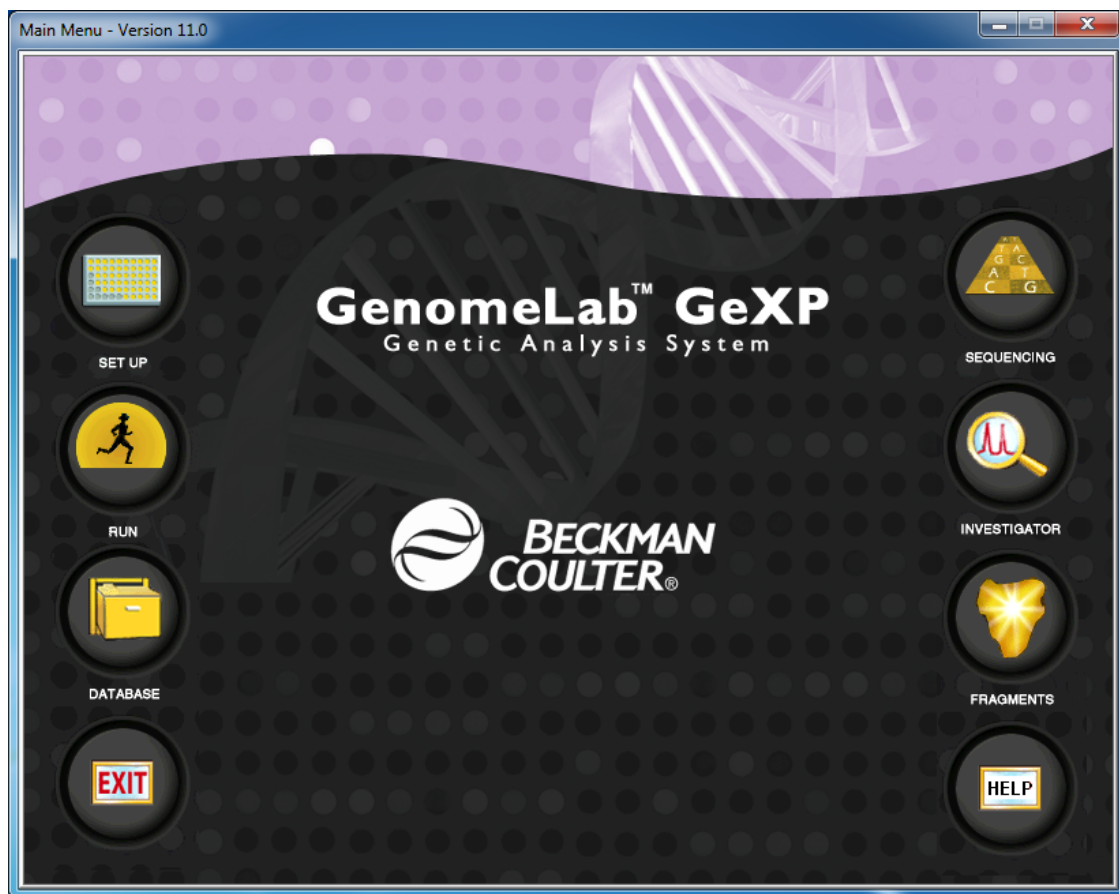 Main Menu - Version 11.0
GenomeLab™ GeXP
Genetic Analysis System
SET UP
SEQUENCING
RUN
INVESTIGATOR
BECKMAN
COULTER®
DATABASE
FRAGMENTS
EXIT
HELP
T A
G C
A T
C G